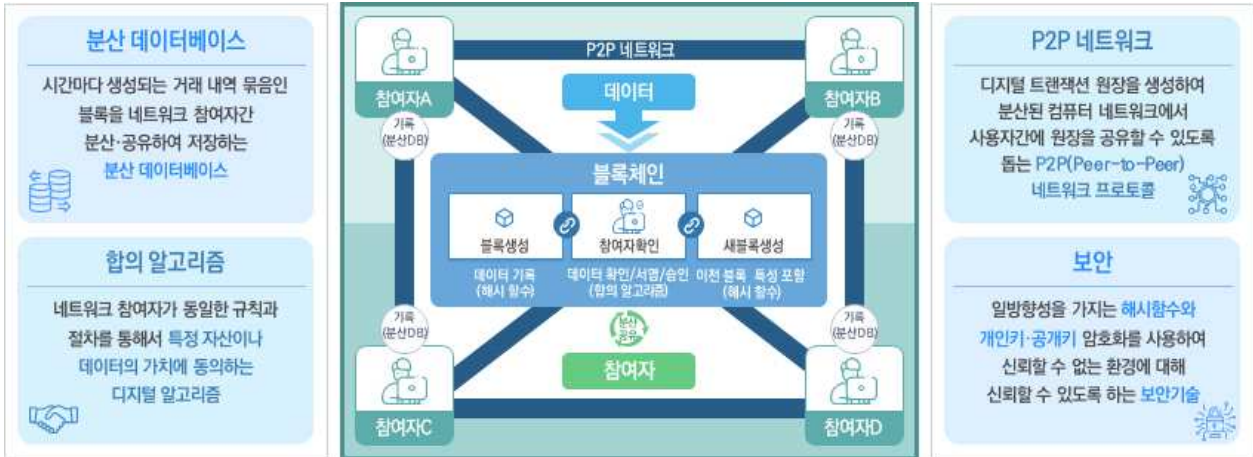 분산 데이터베이스
시간마다 생성되는 거래 내역 묶음인
블록을 네트워크 참여자간
분산·공유하여 저장하는
분산 데이터베이스
합의 알고리즘
네트워크 참여자가 동일한 규칙과
절차를 통해서 특정 자산이나
데이터의 가치에 동의하는
디지털 알고리즘
P2P 네트워크
참여자A
참여자B
데이터
기록
(분산DB)
기록
(분산DB)
블록체인
블록생성
참여자확인
새블록생성
데이터 기록
(해시 함수)
데이터 확인/서명/승인
(합의 알고리즘)
이전 블록 특성 포함
(해시 함수)
기록
(분산DB)
기록
(분산DB)
분산
공유
참여자
참여자C
참여자D
P2P 네트워크
디지털 트랜잭션 원장을 생성하여
분산된 컴퓨터 네트워크에서
사용자간에 원장을 공유할 수 있도록
돕는 P2P(Peer-to-Peer)
네트워크 프로토콜
보안
일방향성을 가지는 해시함수와
개인키·공개키 암호화를 사용하여
신뢰할 수 없는 환경에 대해
신뢰할 수 있도록 하는 보안기술